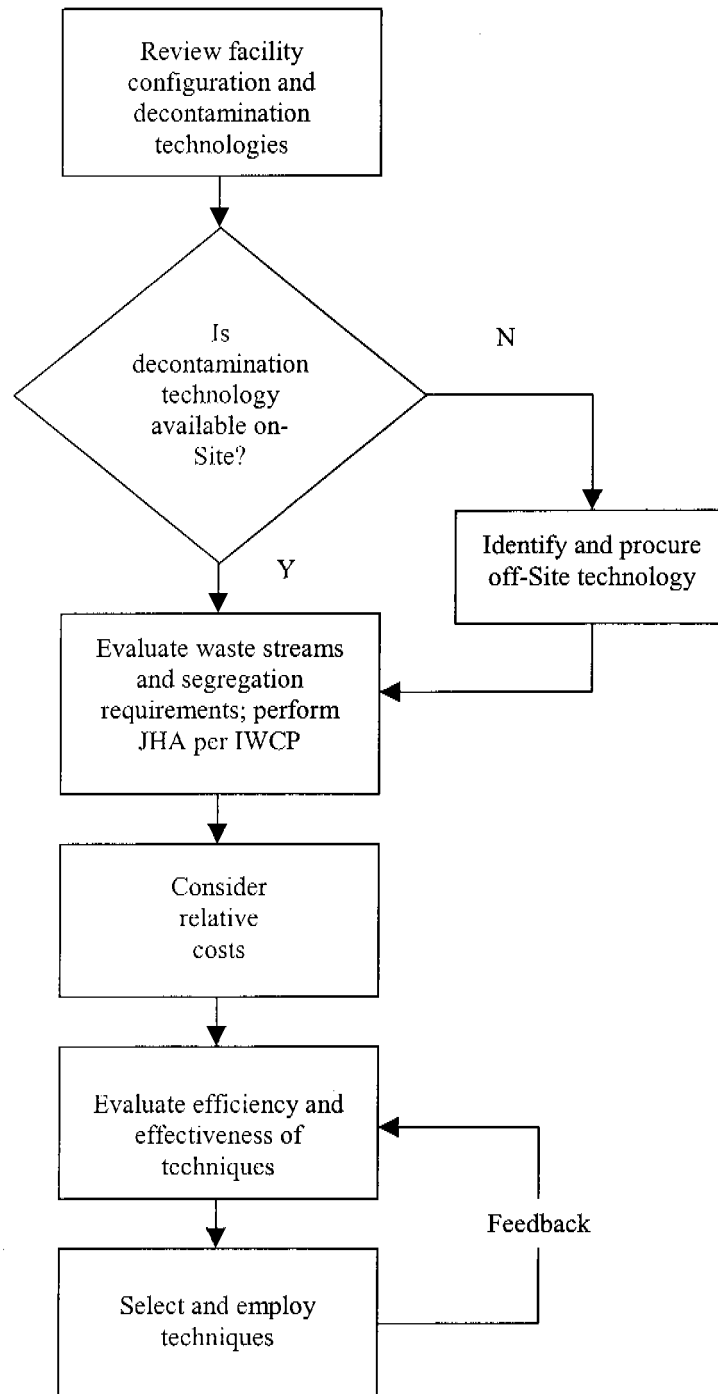 Review facility
configuration and
decontamination
technologies
Is
decontamination
technology
available on-
Site?
N
Identify and procure
off-Site technology
Y
Evaluate waste streams
and segregation
requirements; perform
JHA per IWCP
Consider
relative
costs
Evaluate efficiency and
effectiveness of
techniques
Feedback
Select and employ
techniques